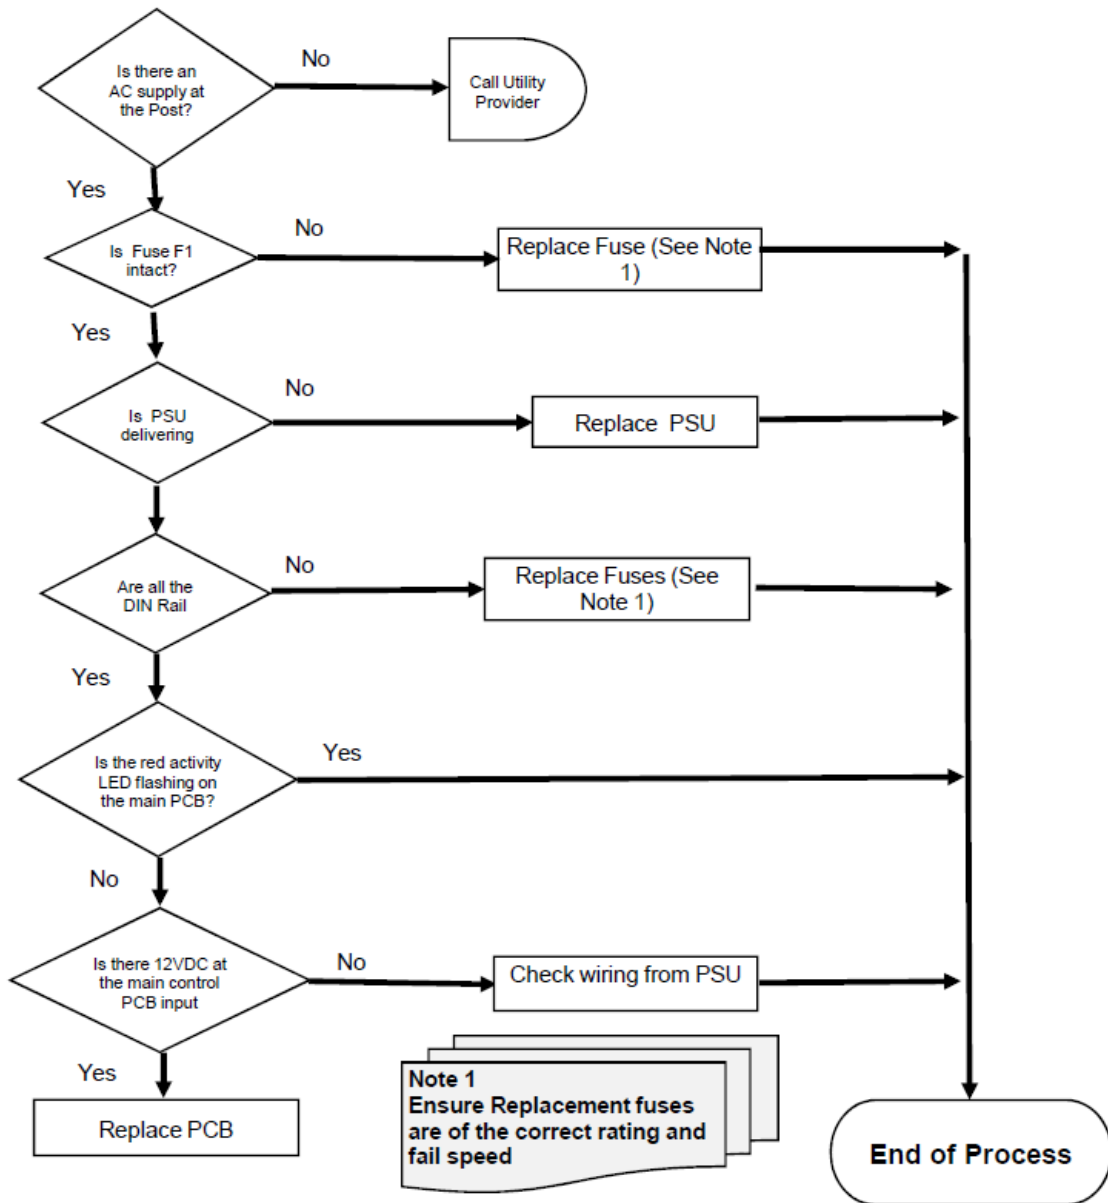 Is there an
AC supply at
the Post?
No
Call Utility
Provider
Yes
Is Fuse F1
intact?
No
Replace Fuse (See Note
1)
Yes
Is PSU
delivering
No
Replace PSU
Are all the
DIN Rail
No
Replace Fuses (See
Note 1)
Yes
Is the red activity
LED flashing on
the main PCB?
Yes
No
Is there 12VDC at
the main control
PCB input
No
Check wiring from PSU
Yes
Replace PCB
Note 1
Ensure Replacement fuses
are of the correct rating and
fail speed
End of Process